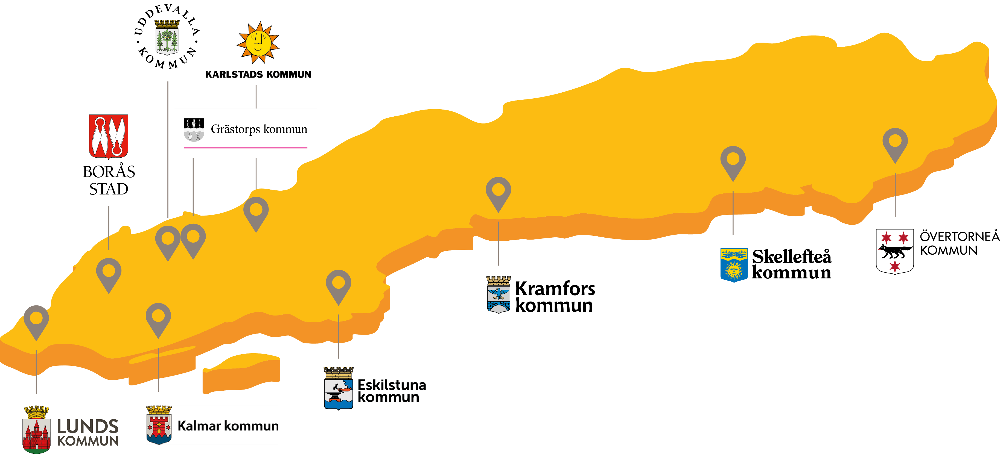 UDDEVALLA
KOMMUN
KARLSTADS KOMMUN
Grästorps kommun
BORÅS
STAD
ÖVERTORNEÅ
KOMMUN
Skellefteå
kommun
Kramfors
kommun
Eskilstuna
kommun
LUNDS
KOMMUN
Kalmar kommun